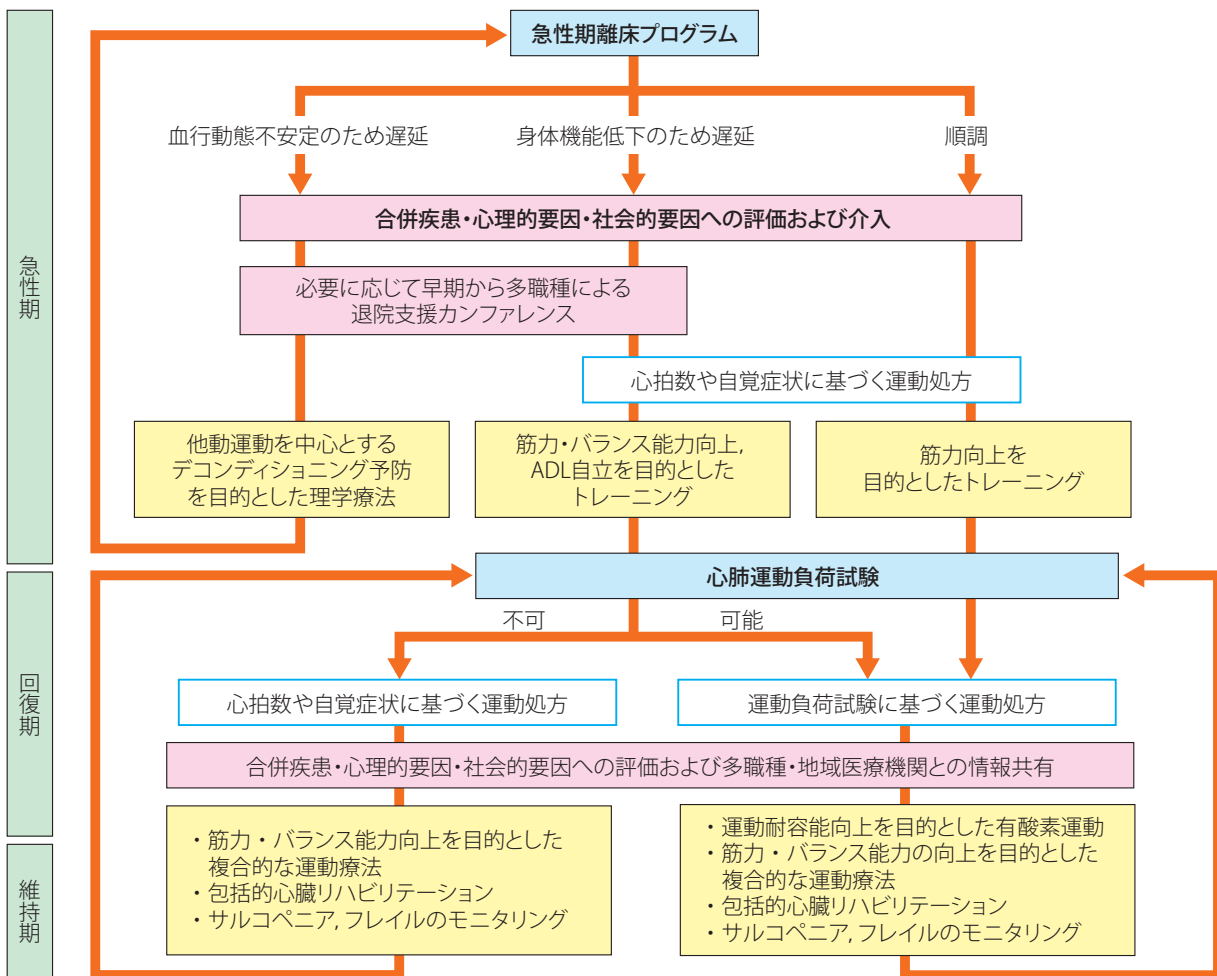 急性期離床プログラム
血行動態不安定のため遅延
身体機能低下のため遅延
順調
合併疾患・心理的要因・社会的要因への評価および介入
急性期
必要に応じて早期から多職種による
退院支援カンファレンス
心拍数や自覚症状に基づく運動処方
他動運動を中心とする
デコンディショニング予防
を目的とした理学療法
筋力・バランス能力向上,
ADL自立を目的とした
トレーニング
筋力向上を
目的としたトレーニング
心肺運動負荷試験
不可
可能
回復期
心拍数や自覚症状に基づく運動処方
運動負荷試験に基づく運動処方
合併疾患・心理的要因・社会的要因への評価および多職種・地域医療機関との情報共有
・筋力・バランス能力向上を目的とした
複合的な運動療法
・包括的心臓リハビリテーション
・サルコペニア, フレイルのモニタリング
・運動耐容能向上を目的とした有酸素運動
・筋力・バランス能力の向上を目的とした
複合的な運動療法
・包括的心臓リハビリテーション
・サルコペニア, フレイルのモニタリング
維持期